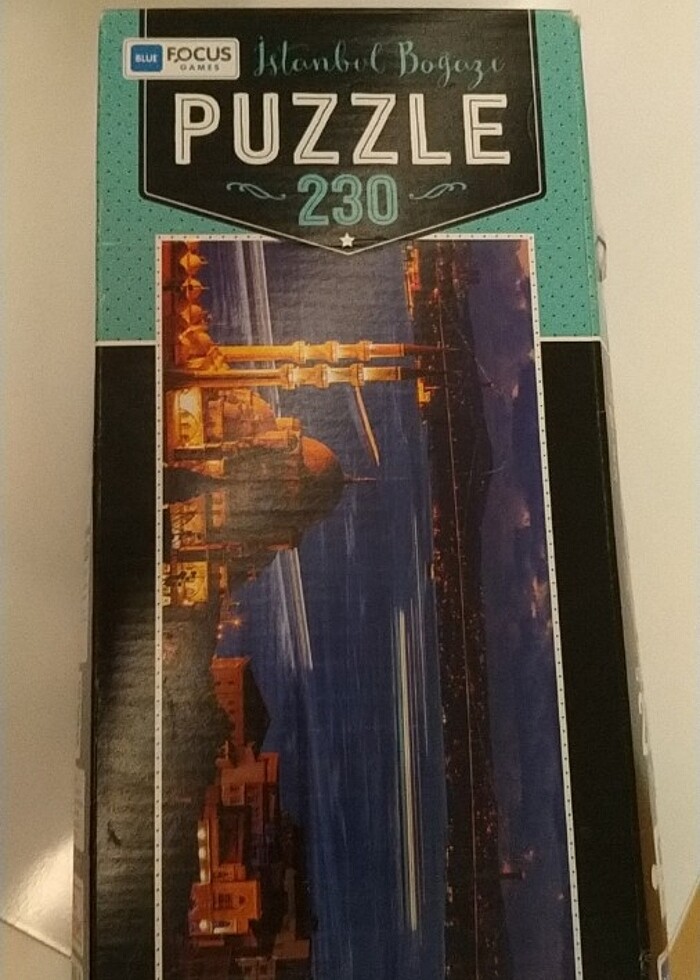 BLUE FOCUS
GAMES
İstanbul Boğazı
PUZZLE
230